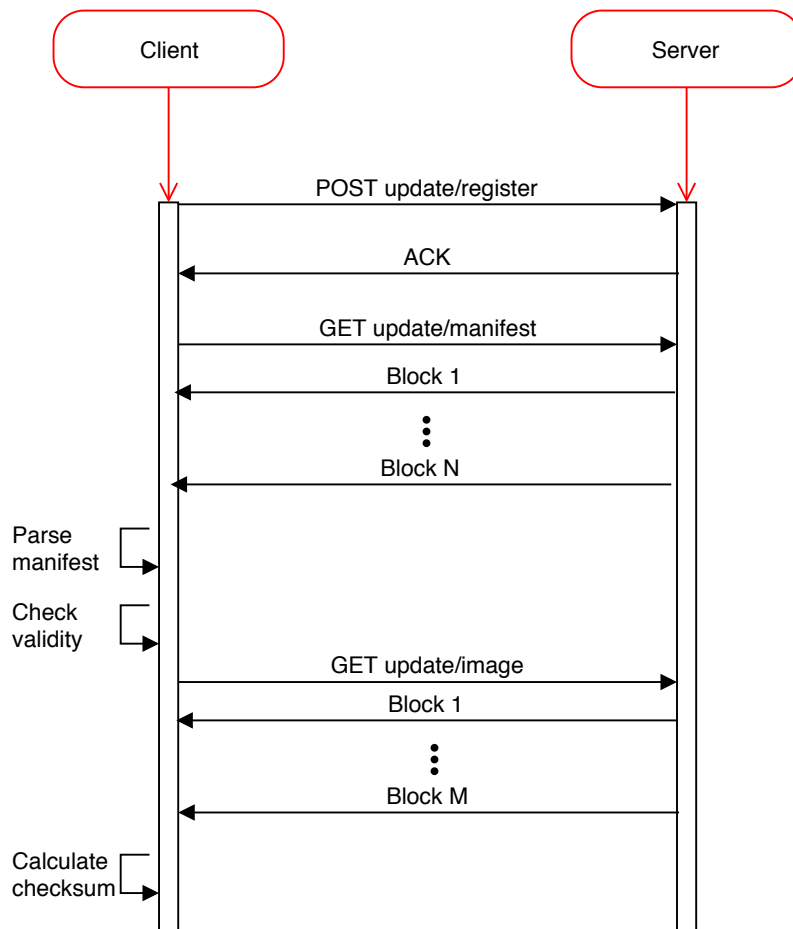 Client
Server
POST update/register
ACK
GET update/manifest
Block 1
Block N
Parse
manifest
Check
validity
GET update/image
Block 1
Block M
Calculate
checksum